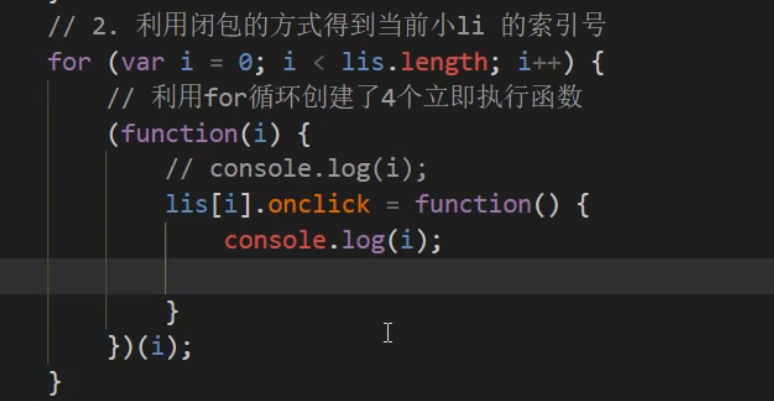 // 2. 利用闭包的方式得到当前小li 的索引号
for (var i = 0; i < lis.length; i++) {
// 利用for循环创建了4个立即执行函数
(function(i) {
// console.log(i);
lis[i].onclick = function() {
console.log(i);
}
})(i);
}